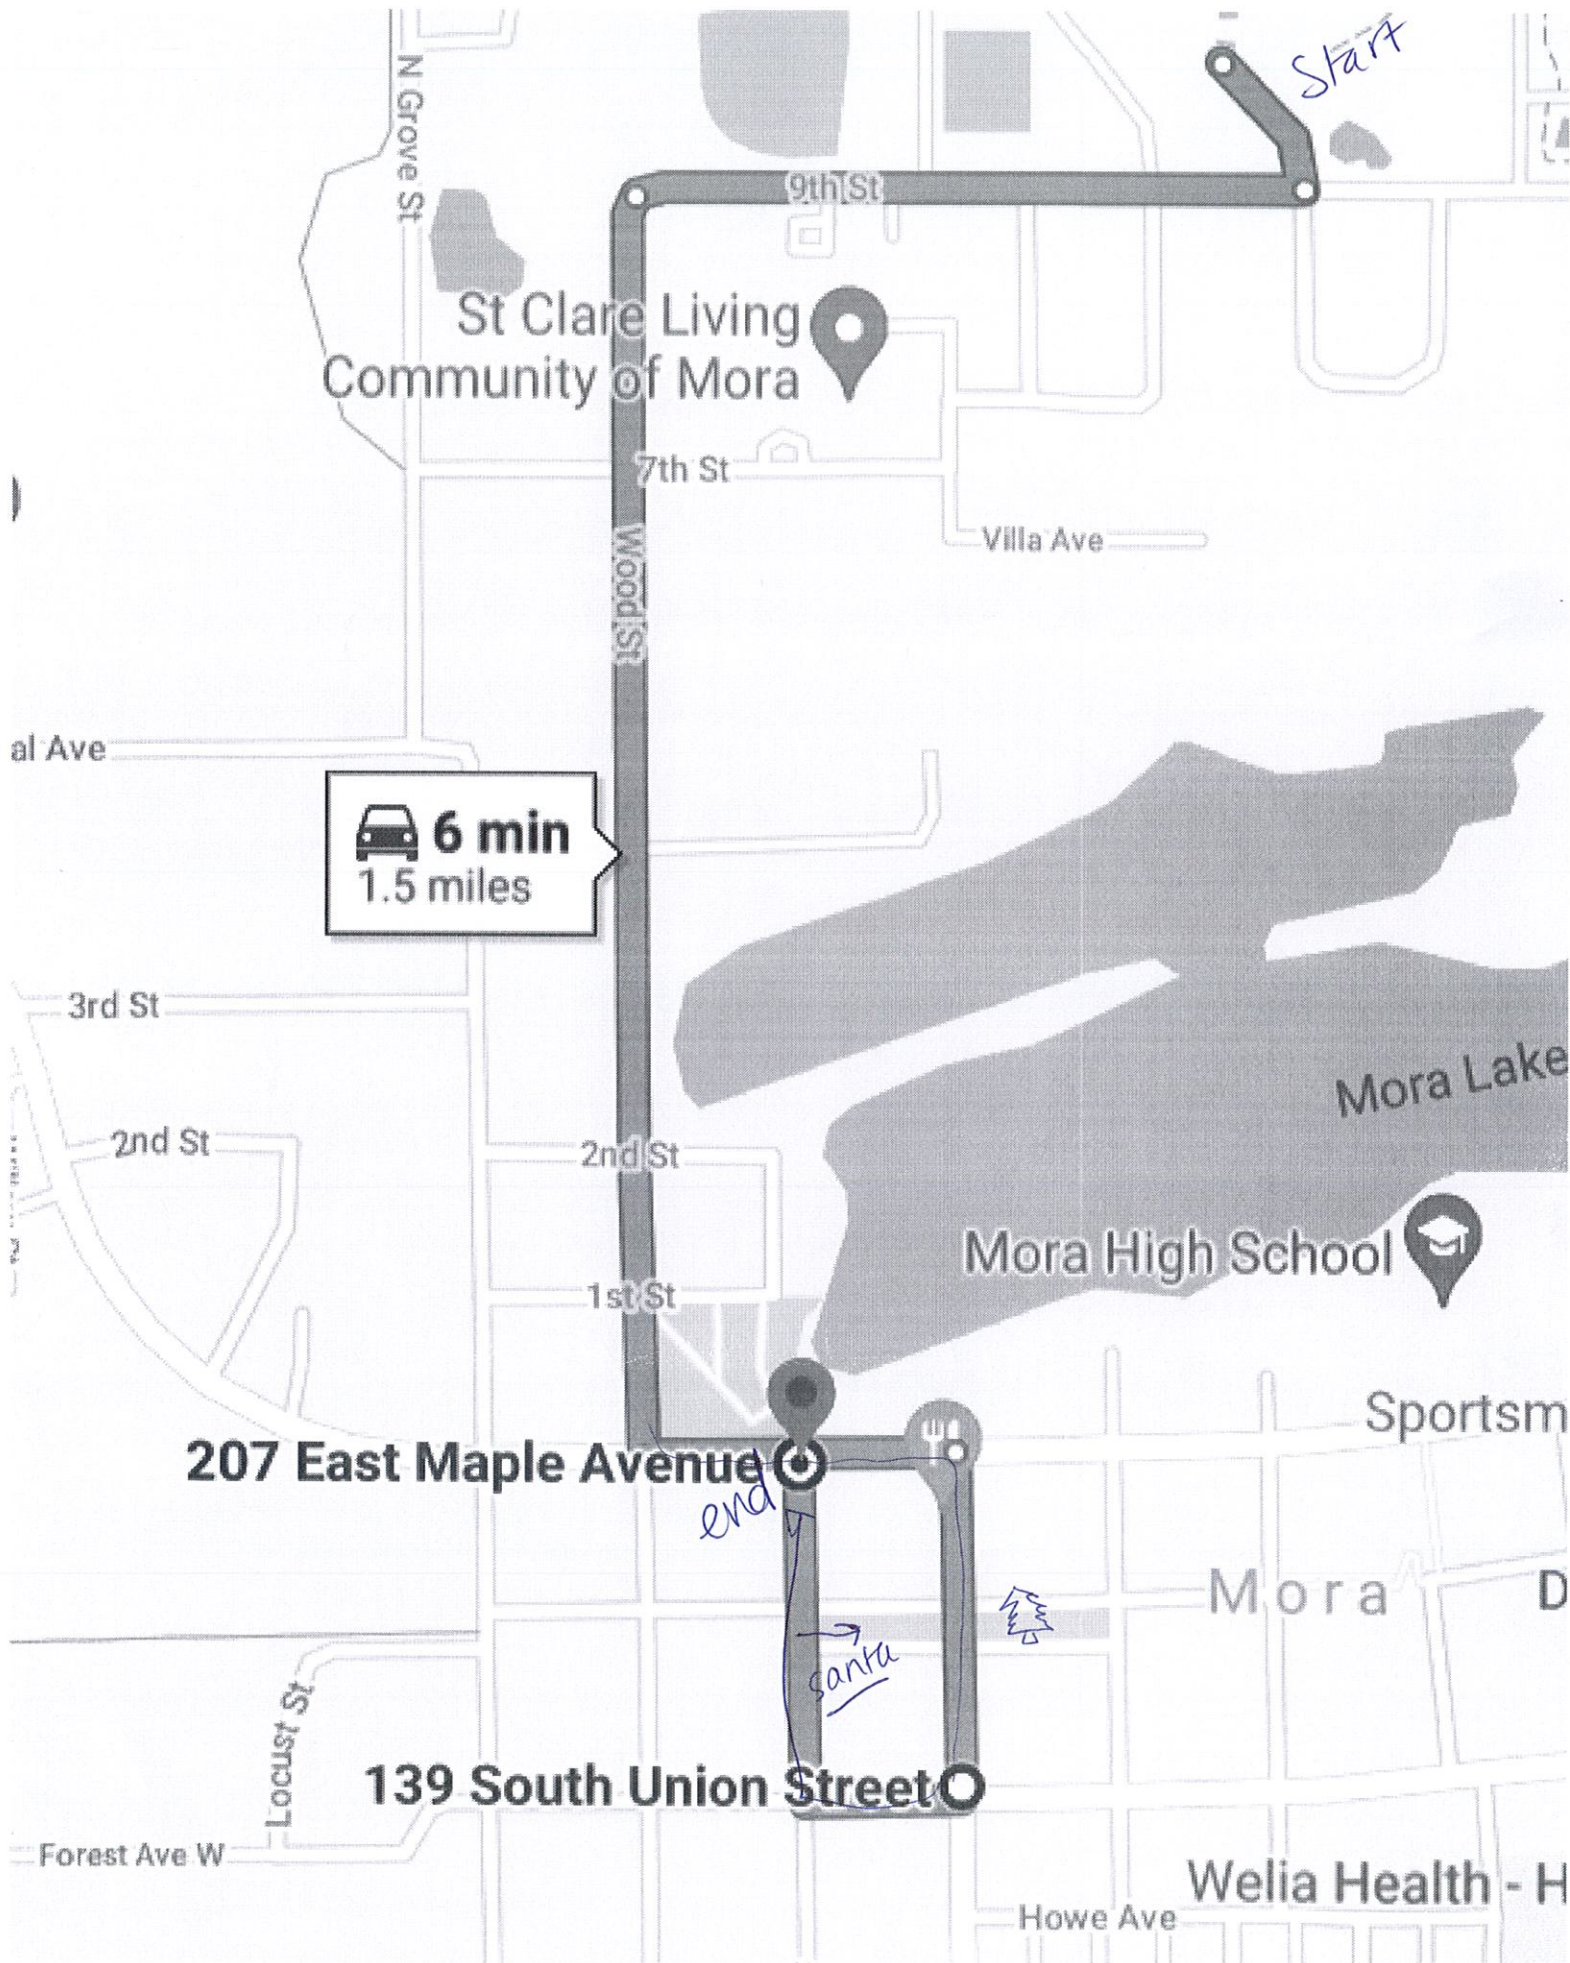 Start
N Grove St
9th St
St Clare Living
Community of Mora
7th St
Wood St
Villa Ave
al Ave
6 min
1.5 miles
3rd St
Mora Lake
2nd St
2nd St
Mora High School
1st St
Sportsm
207 East Maple Avenue
end
Mora
D
santa
Locust St
139 South Union Street
Forest Ave W
Welia Health - H
Howe Ave